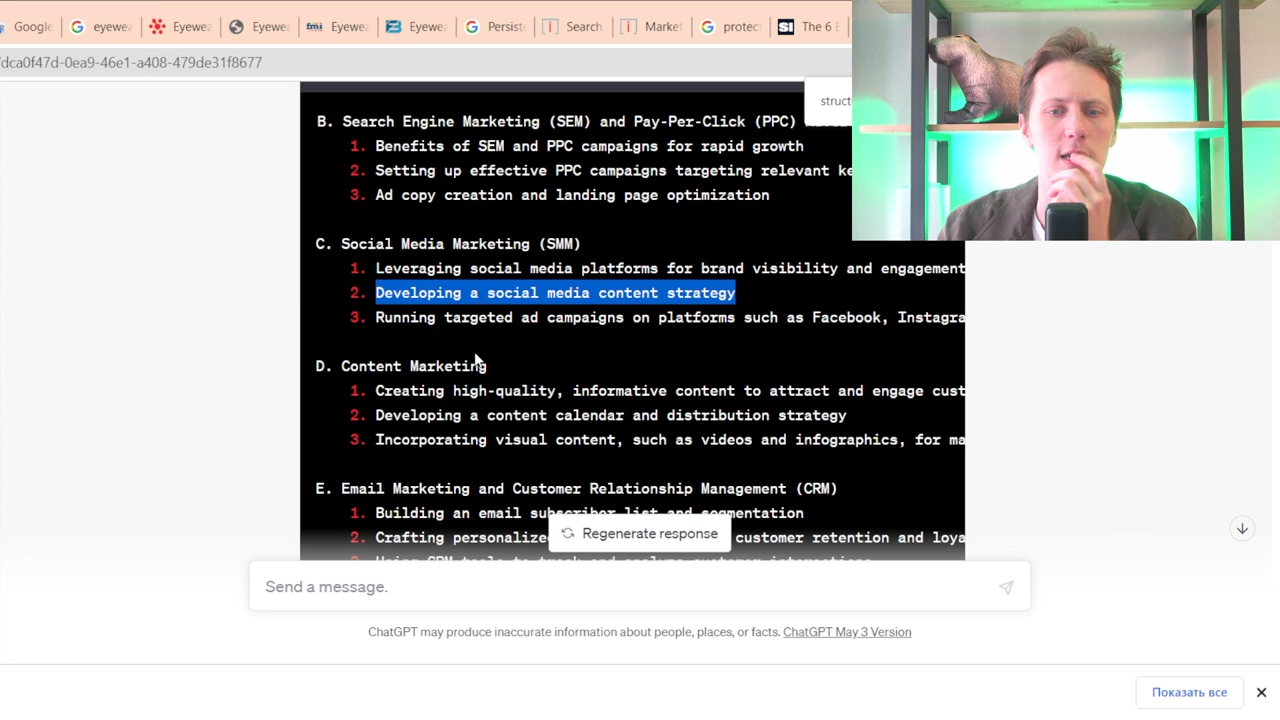 Google eyewe Eyewea Eyewe Eyewea Eyewea Persist Search Market protect SI The 6 E
dca0f47d-0ea9-46e1-a408-479de31f8677
struct
B. Search Engine Marketing (SEM) and Pay-Per-Click (PPC)
1. Benefits of SEM and PPC campaigns for rapid growth
2. Setting up effective PPC campaigns targeting relevant ke
3. Ad copy creation and landing page optimization
C. Social Media Marketing (SMM)
1. Leveraging social media platforms for brand visibility and engagement
2. Developing a social media content strategy
3. Running targeted ad campaigns on platforms such as Facebook, Instagra
D. Content Marketing
1. Creating high-quality, informative content to attract and engage cust
2. Developing a content calendar and distribution strategy
3. Incorporating visual content, such as videos and infographics, for ma
E. Email Marketing and Customer Relationship Management (CRM)
1. Building an email subscriber list and segmentation
2. Crafting personalize customer retention and loya
Regenerate response
Send a message.
ChatGPT may produce inaccurate information about people, places, or facts. ChatGPT May 3 Version
Показать все